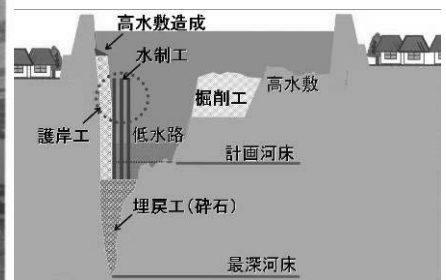 高水敷造成
水制工
掘削工
高水敷
護岸工
低水路
計画河床
埋戻工(砕石)
最深河床